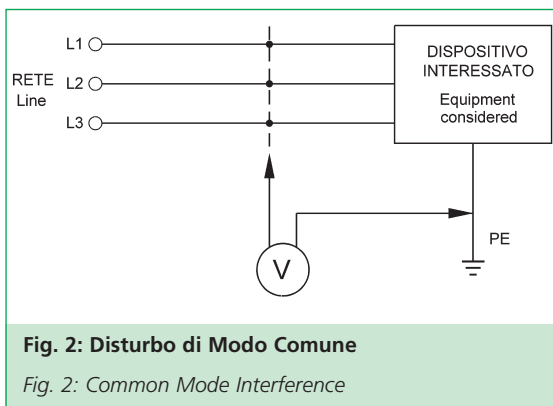 L1
RETE
Line
L2
L3
DISPOSITIVO
INTERESSATO
Equipment
considered
V
PE
Fig. 2: Disturbo di Modo Comune
Fig. 2: Common Mode Interference